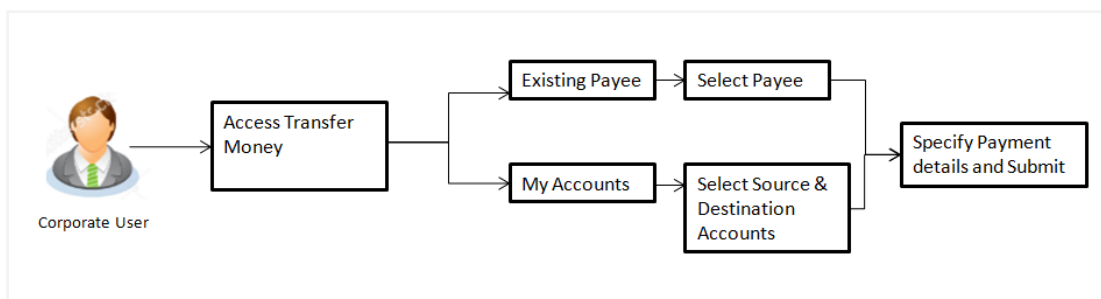 Corporate User
Access Transfer
Money
Existing Payee
Select Payee
My Accounts
Select Source &
Destination
Accounts
Specify Payment
details and Submit